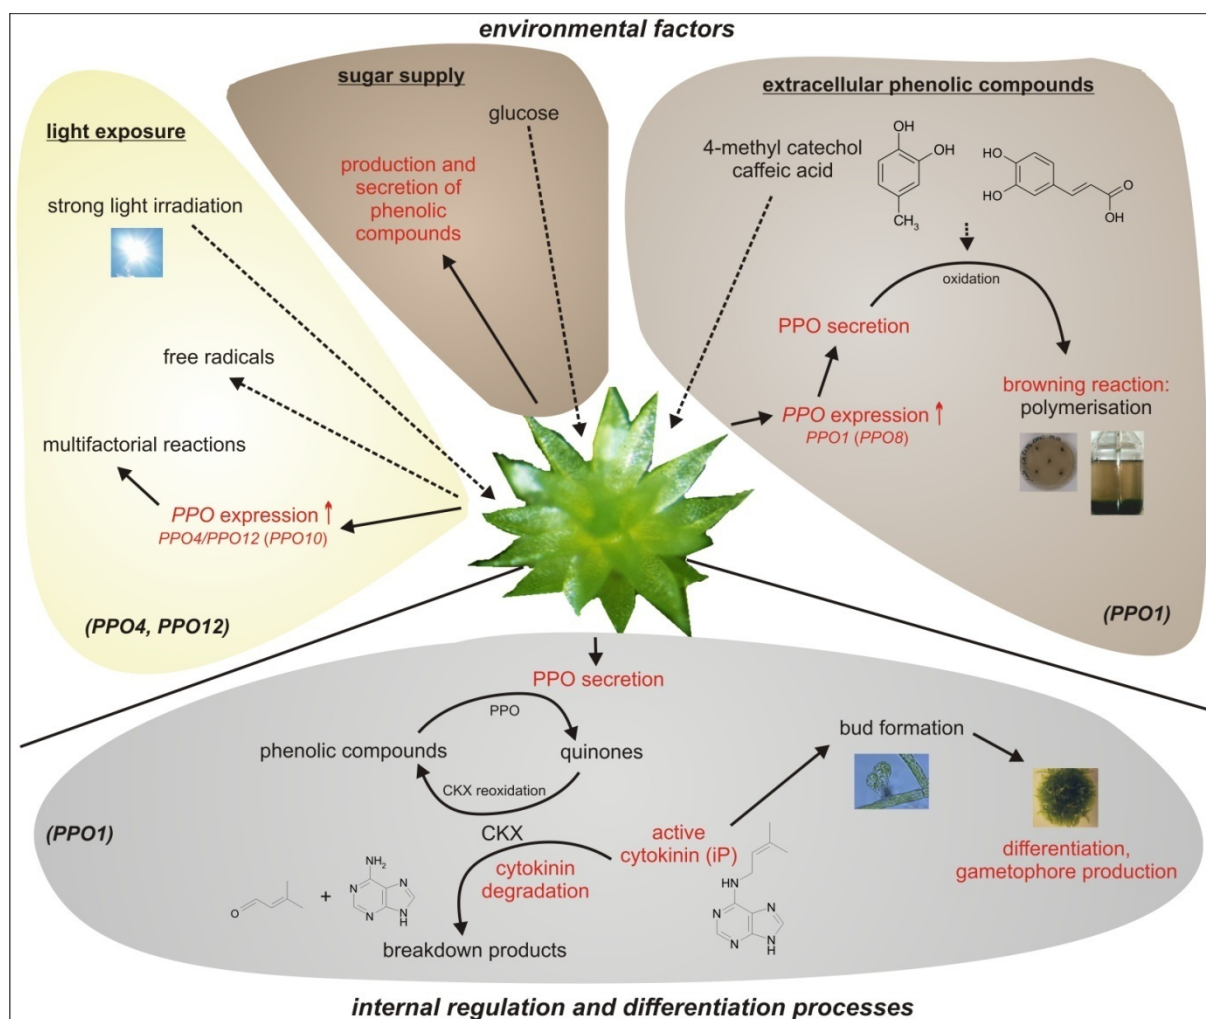 environmental factors
light exposure
strong light irradiation
free radicals
multifactorial reactions
PPO expression ↑
PPO4/PPO12 (PPO10)
(PPO4, PPO12)
sugar supply
glucose
production and
secretion of
phenolic
compounds
extracellular phenolic compounds
4-methyl catechol
caffeic acid
OH
OH
CH3
HO
HO
O
OH
oxidation
PPO secretion
PPO expression ↑
PPO1 (PPO8)
browning reaction:
polymerisation
(PPO1)
PPO secretion
PPO
phenolic compounds
quinones
CKX reoxidation
(PPO1)
CKX
cytokinin
degradation
active
cytokinin (iP)
bud formation
differentiation,
gametophore production
O
+
NH2
N
N
N
N
H
HN
N
N
N
N
H
breakdown products
internal regulation and differentiation processes